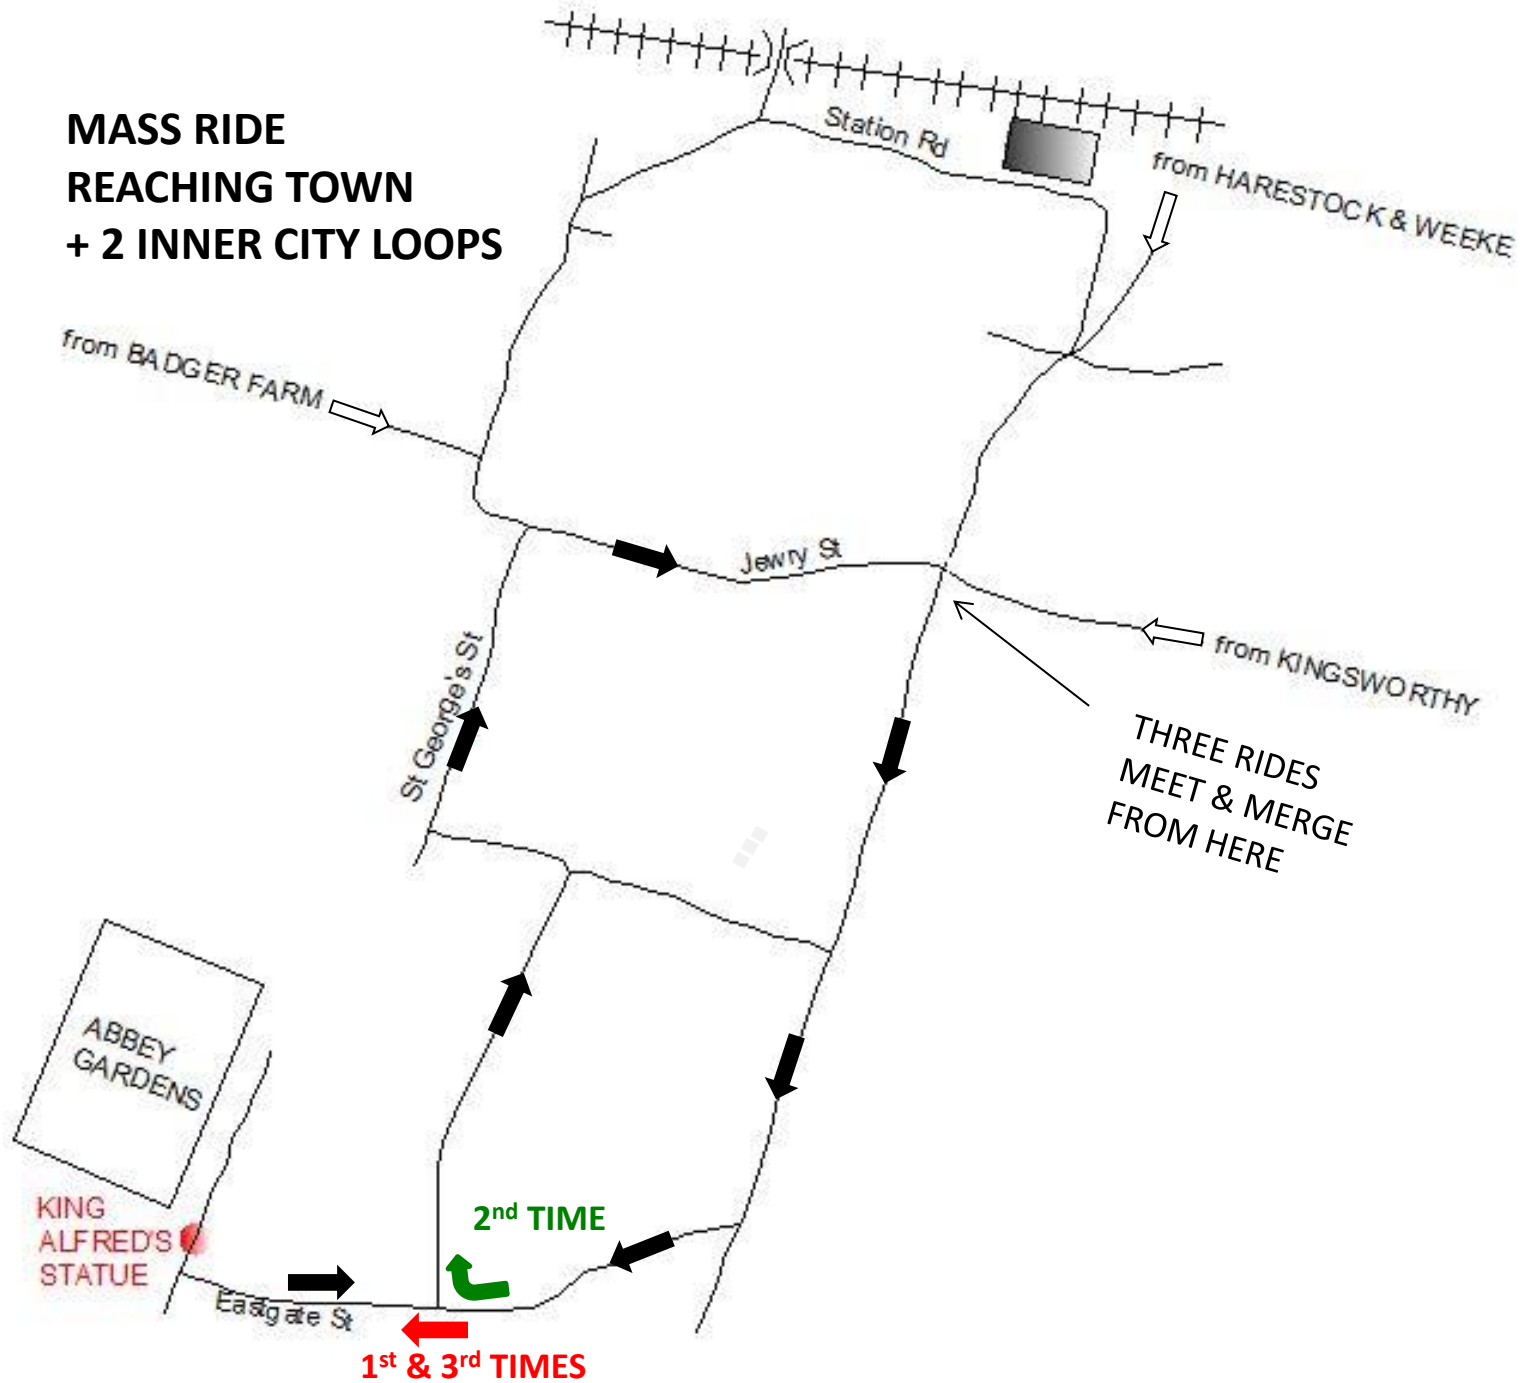 MASS RIDE
REACHING TOWN
+ 2 INNER CITY LOOPS
Station Rd
from HARESTOCK & WEEKE
from BADGER FARM
Jewry St
St George's St
from KINGSWORTHY
THREE RIDES
MEET & MERGE
FROM HERE
ABBEY
GARDENS
KING
ALFRED'S
STATUE
2nd TIME
Eastgate St
1st & 3rd TIMES